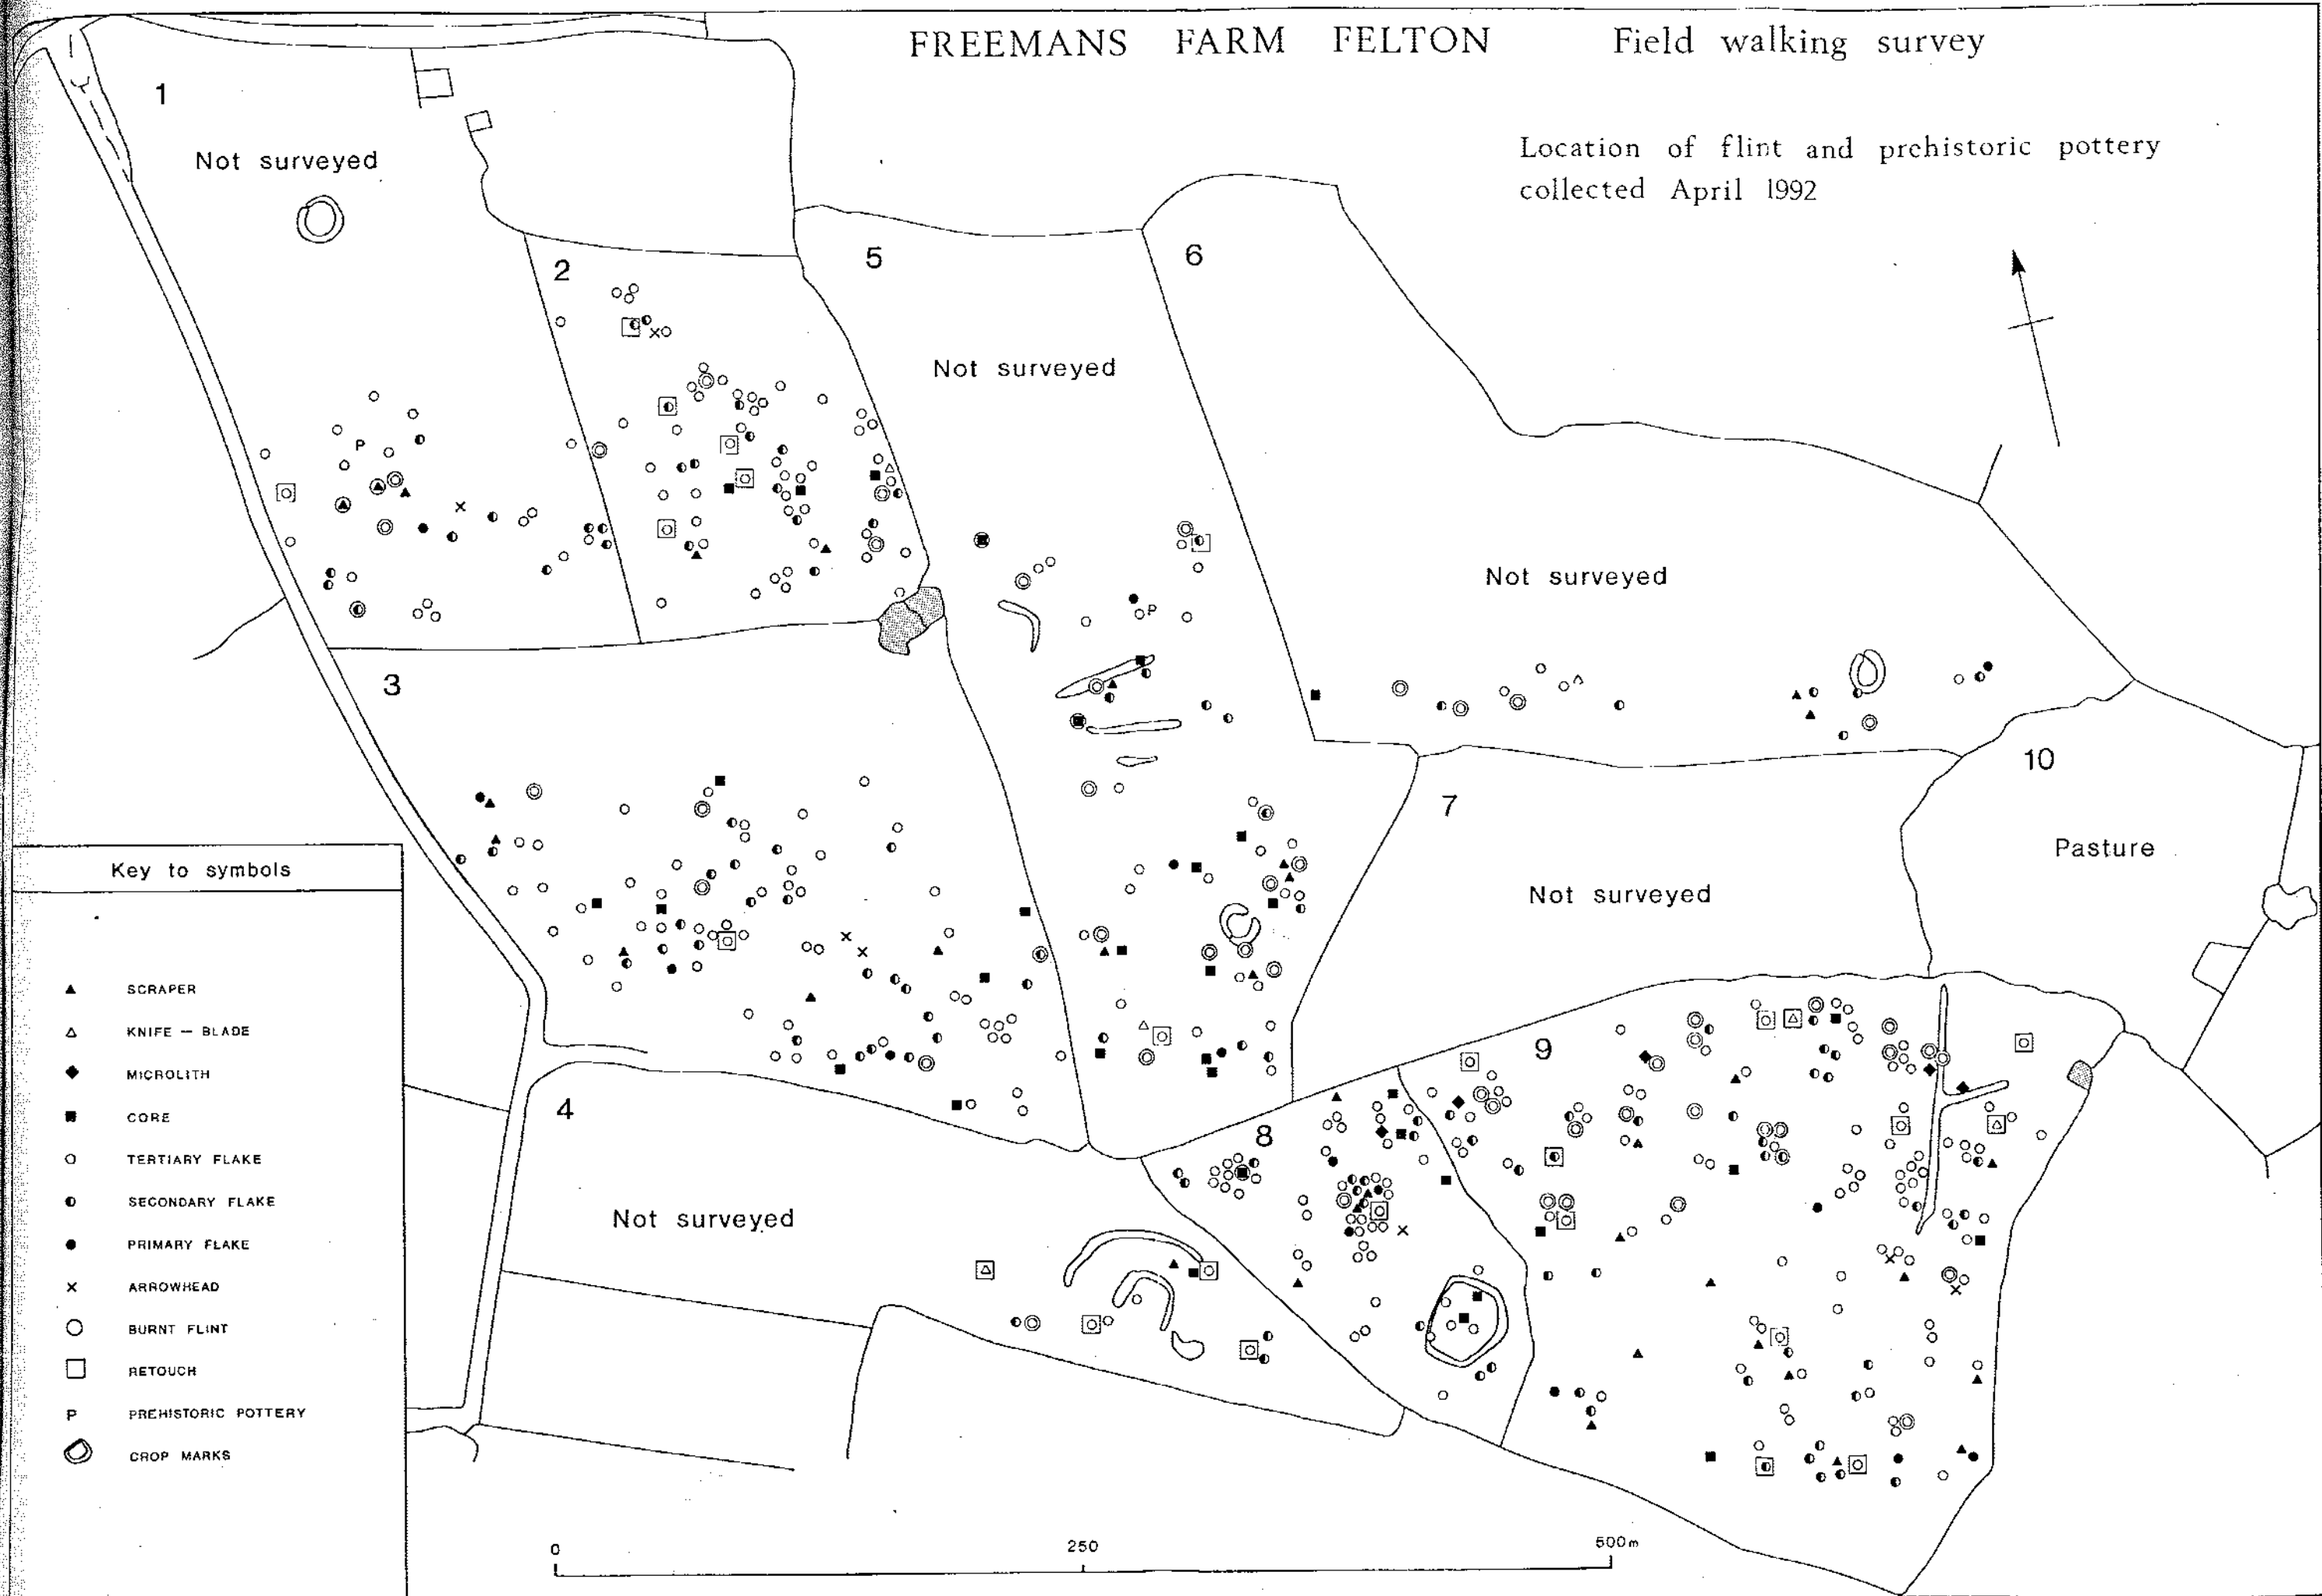 FREEMANS FARM FELTON Field walking survey
Location of flint and prehistoric pottery
collected April 1992
1
Not surveyed
2
5
Not surveyed
6
Not surveyed
3
10
Pasture
7
Not surveyed
9
8
4
Not surveyed
P
P
Key to symbols
SCRAPER
KNIFE — BLADE
MICROLITH
CORE
TERTIARY FLAKE
SECONDARY FLAKE
PRIMARY FLAKE
ARROWHEAD
BURNT FLINT
RETOUCH
P PREHISTORIC POTTERY
CROP MARKS
0 250 500m